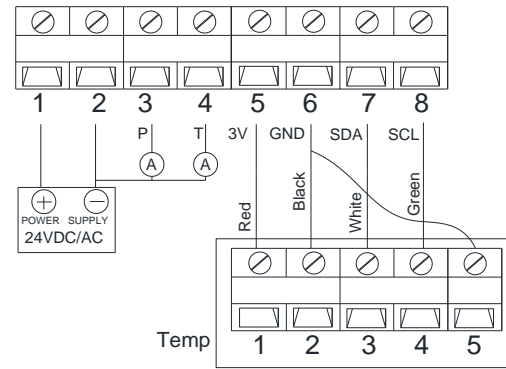 1 2 3 4 5 6 7 8
P T 3V GND SDA SCL
A A
+ −
POWER SUPPLY
24VDC/AC
Red Black White Green
Temp 1 2 3 4 5